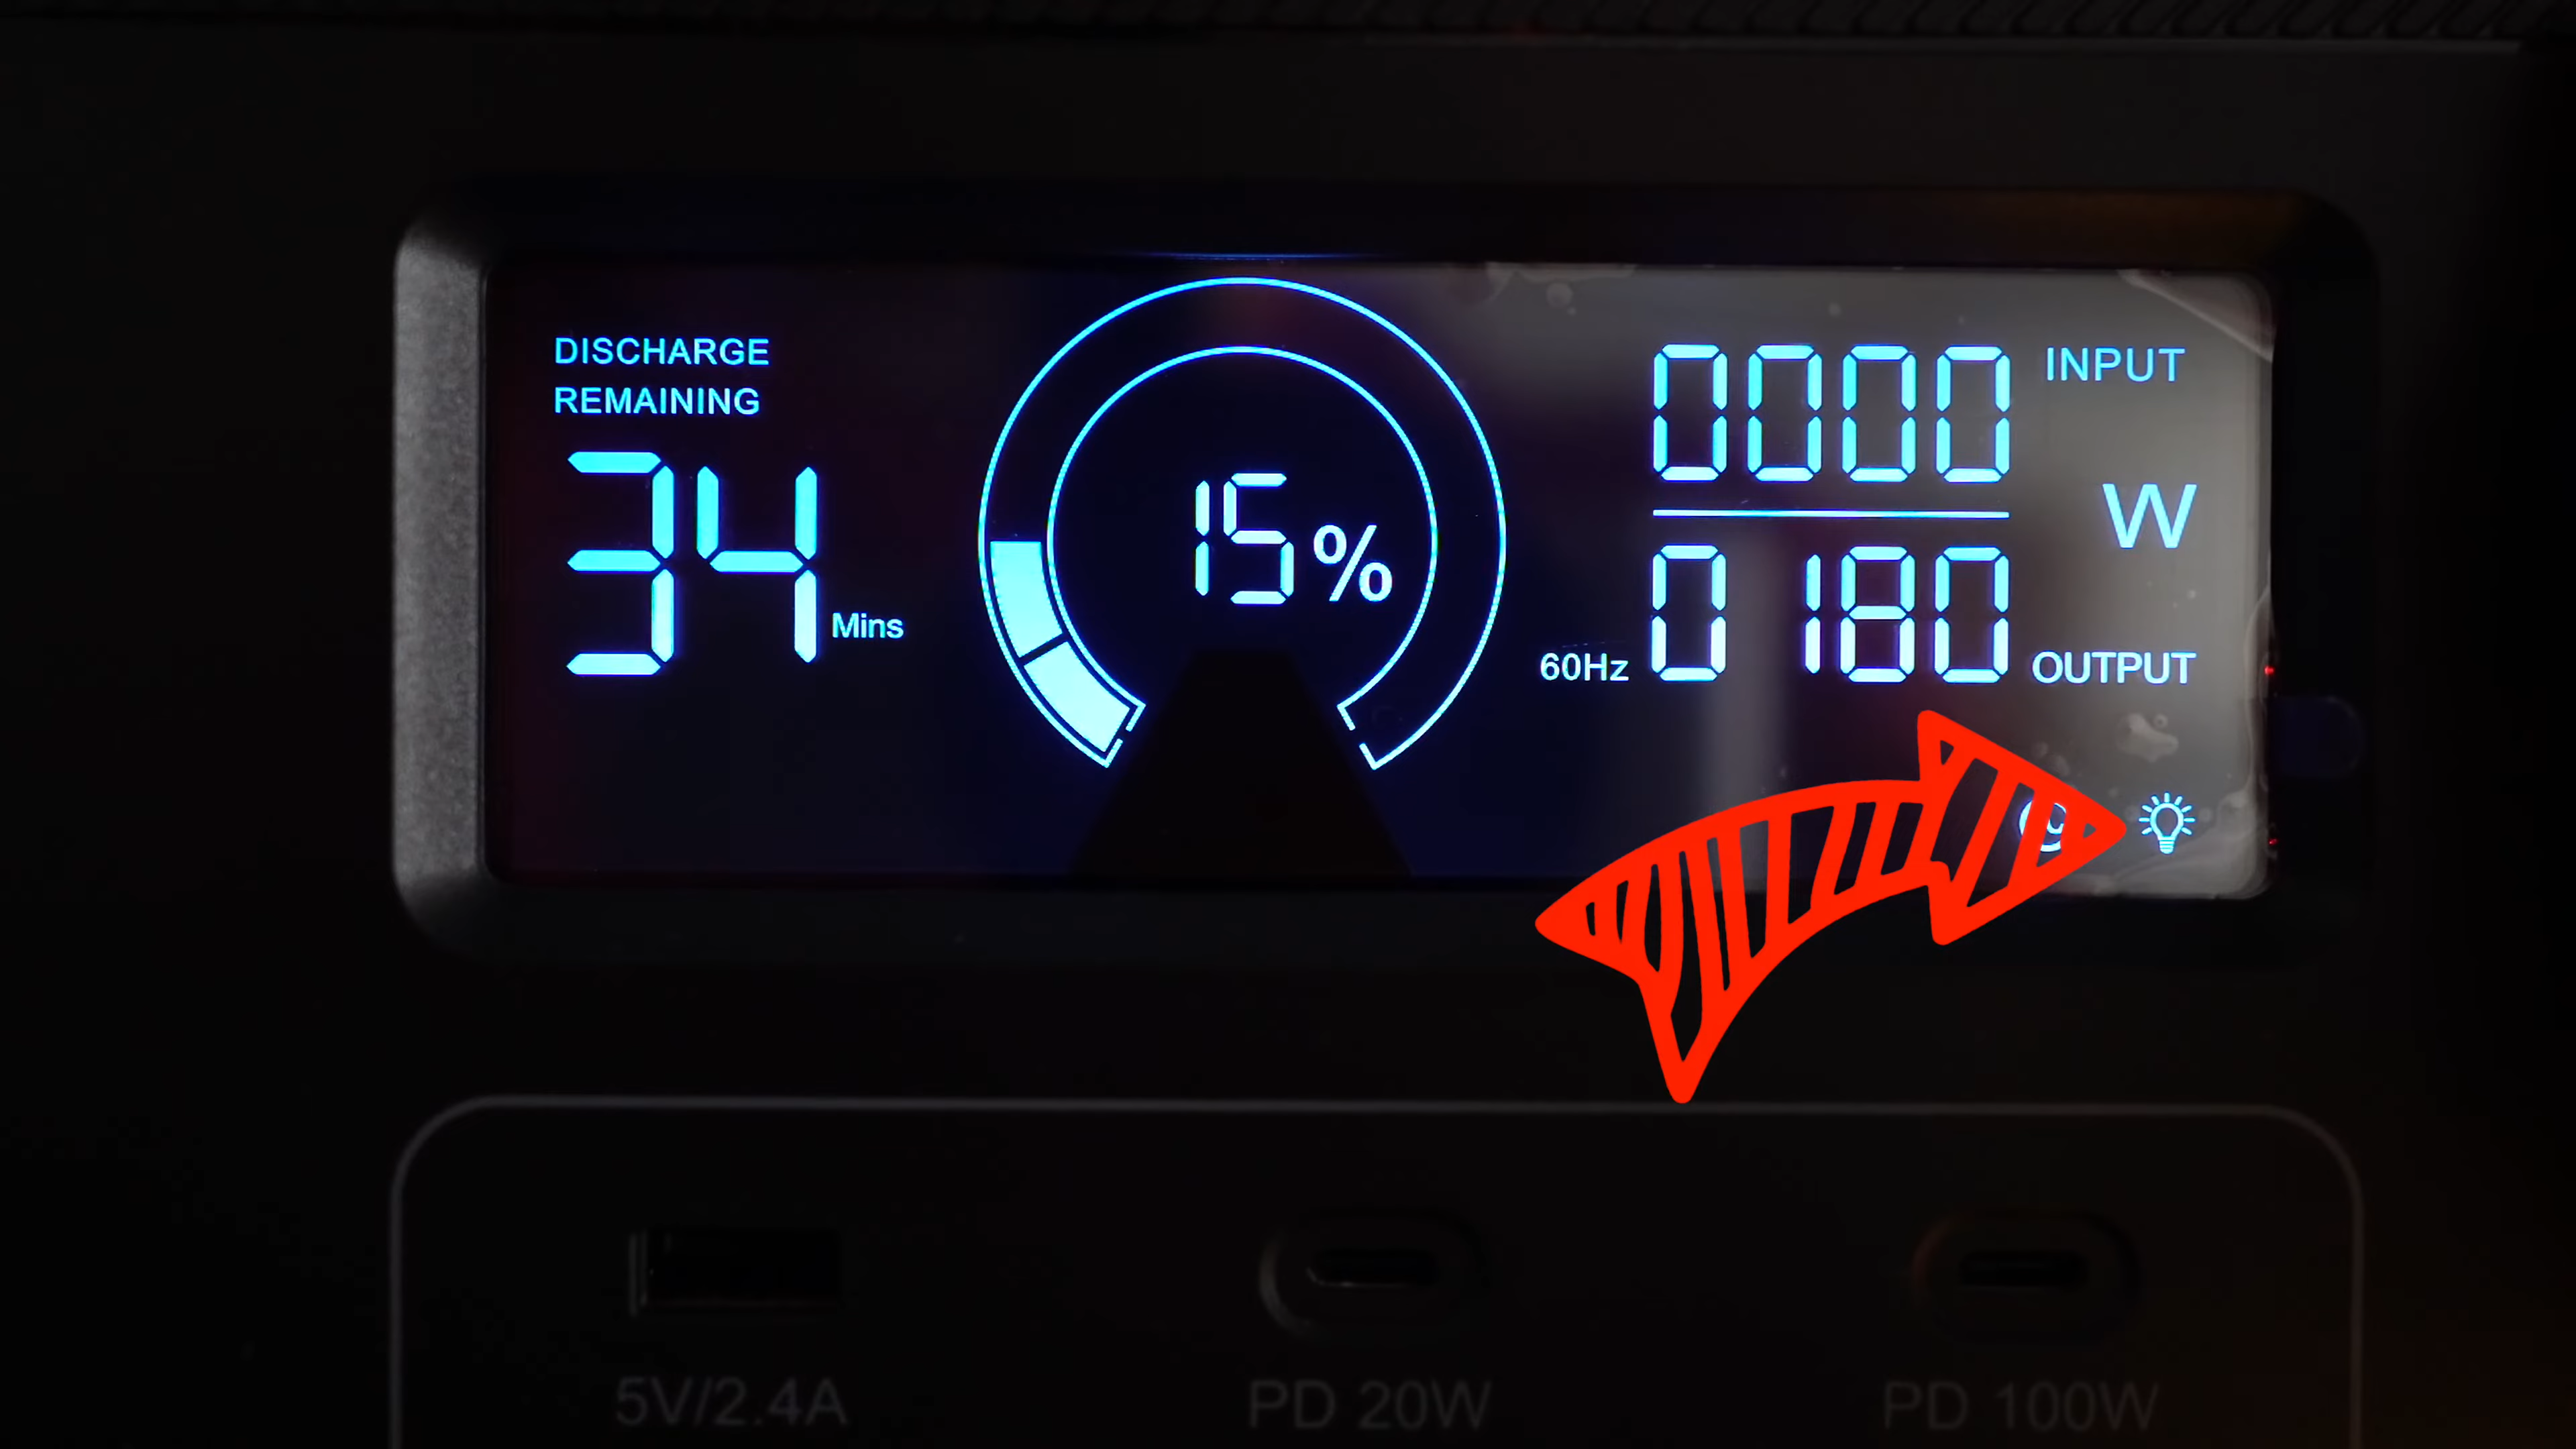 DISCHARGE
REMAINING
34 Mins
15%
0000 INPUT
W
60Hz 0180 OUTPUT
5V/2.4A
PD 20W
PD 100W